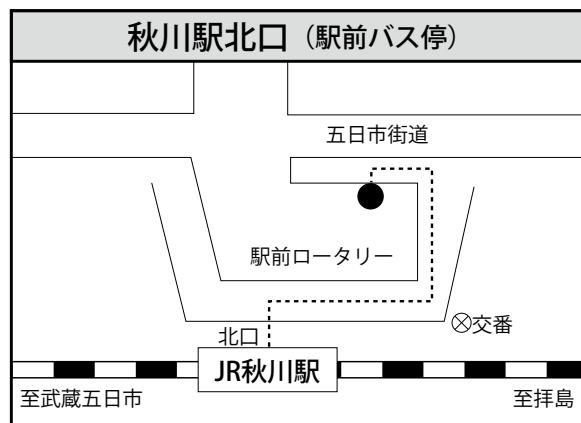 秋川駅北口（駅前バス停）
五日市街道
駅前ロータリー
交番
北口
JR秋川駅
至武蔵五日市
至拝島